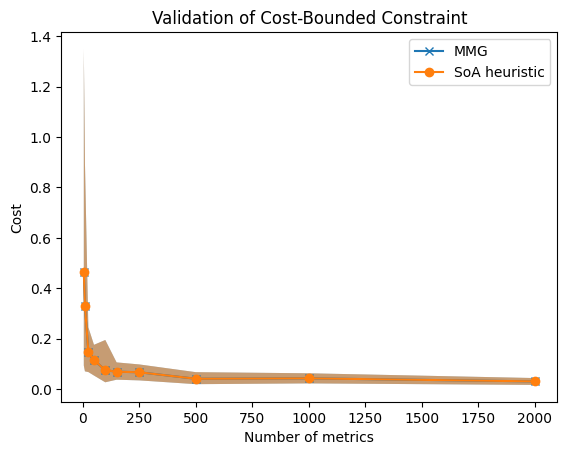 Validation of Cost-Bounded Constraint
MMG
SoA heuristic
Cost
1.4
1.2
1.0
0.8
0.6
0.4
0.2
0.0
0 250 500 750 1000 1250 1500 1750 2000
Number of metrics